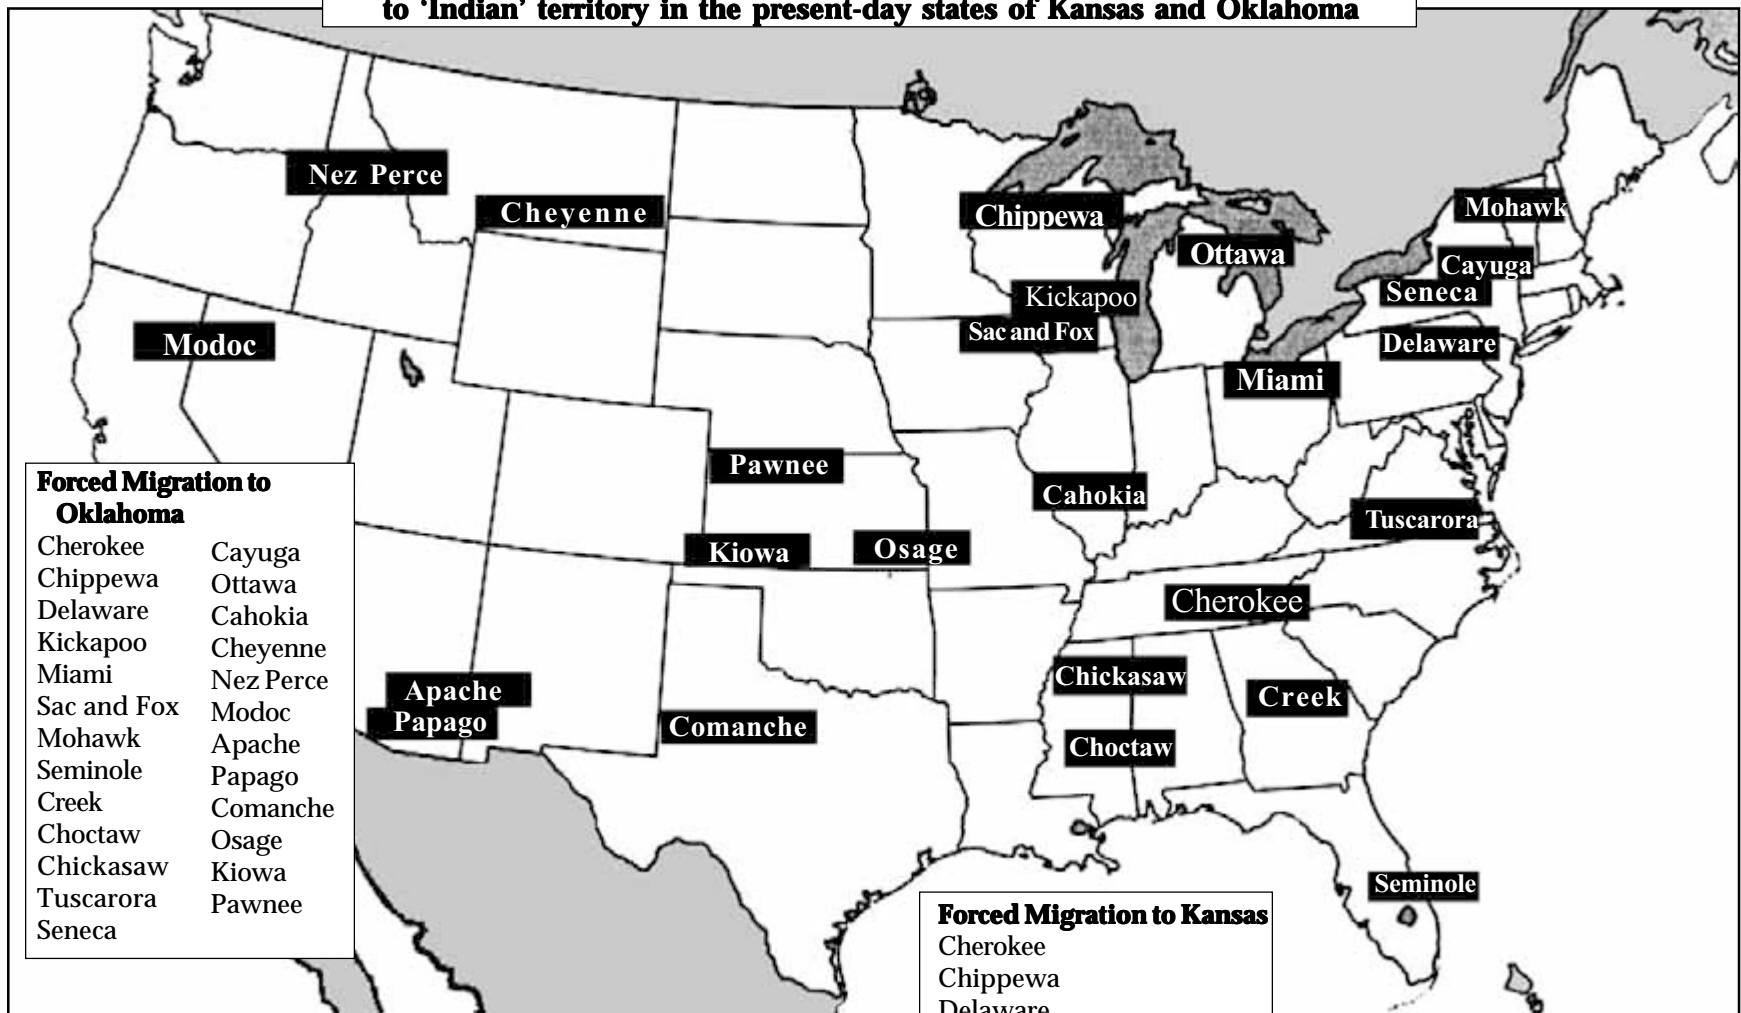 to ‘Indian’ territory in the present-day states of Kansas and Oklahoma
Nez Perce
Cheyenne
Chippewa
Mohawk
Ottawa
Cayuga
Seneca
Kickapoo
Sac and Fox
Modoc
Delaware
Miami
Pawnee
Cahokia
Tuscarora
Kiowa
Osage
Cherokee
Chickasaw
Apache
Creek
Papago
Comanche
Choctaw
Seminole
Forced Migration to
Oklahoma
Cherokee
Chippewa
Delaware
Kickapoo
Miami
Sac and Fox
Mohawk
Seminole
Creek
Choctaw
Chickasaw
Tuscarora
Seneca
Cayuga
Ottawa
Cahokia
Cheyenne
Nez Perce
Modoc
Apache
Papago
Comanche
Osage
Kiowa
Pawnee
Forced Migration to Kansas
Cherokee
Chippewa
Delaware